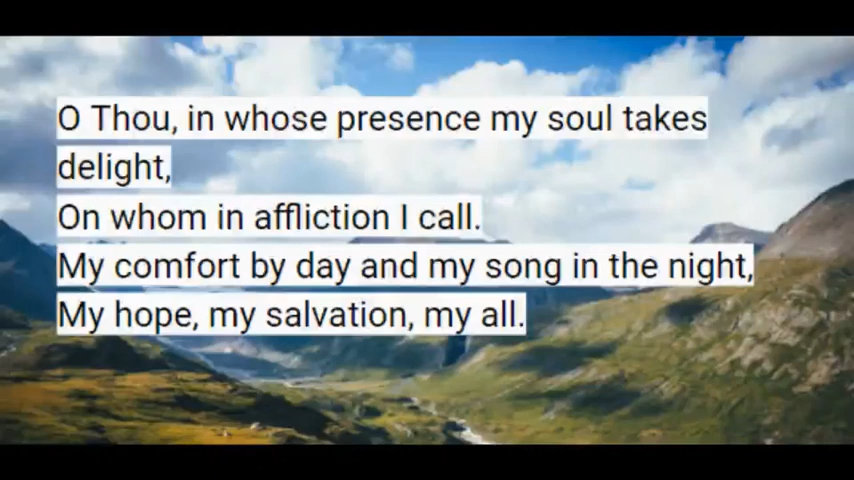 O Thou, in whose presence my soul takes
delight,
On whom in affliction I call.
My comfort by day and my song in the night,
My hope, my salvation, my all.